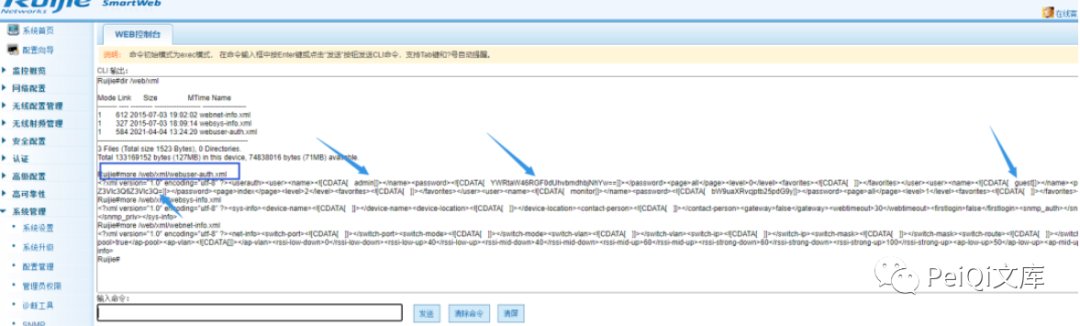 Ruijie SmartWeb
Networks
在线客
系统首页
配置向导
监控概览
网络配置
无线配置管理
无线射频管理
安全配置
认证
高级配置
高可靠性
系统管理
系统设置
系统升级
配置管理
管理员权限
诊断工具
SNMP
WEB控制台
说明： 命令初始模式为exec模式， 在命令输入框中按Enter键或点击"发送"按钮发送CLI命令，支持Tab键和?号自动提醒。
CLI 输出:
Ruijie#dir /web/xml
Mode Link Size MTime Name
1 612 2015-07-03 19:02:02 webnet-info.xml
1 327 2015-07-03 18:09:14 websys-info.xml
1 584 2021-04-04 13:24:20 webuser-auth.xml
3 Files (Total size 1523 Bytes), 0 Directories.
Total 133169152 bytes (127MB) in this device, 74838016 bytes (71MB) available.
Ruijie#more /web/xml/webuser-auth.xml
<?xml version="1.0" encoding="utf-8" ?><userauth><user><name><![CDATA[ admin]]></name><password><![CDATA[ ]]></password><page>all</page><level>0</level><favorites><![CDATA[ ]]></favorites></user><user><name><![CDATA[ guest]]></name><p
]]></password><page>index</page><level>2</level><favorites><![CDATA[ ]]></favorites></user><user><name><![CDATA[ monitor]]></name><password><![CDATA[ ]]></password><page>all</page><level>1</level><favorites><![CDATA[ ]]></favorites>
Ruijie#more /web/xml/websys-info.xml
<?xml version="1.0" encoding="utf-8" ?><sys-info><device-name><![CDATA[ ]]></device-name><device-location><![CDATA[ ]]></device-location><contact-person><![CDATA[ ]]></contact-person><gateway>false</gateway><webtimeout>30</webtimeout><firstlogin>false</firstlogin><snmp_auth></sn
</snmp_priv></sys-info>
Ruijie#more /web/xml/webnet-info.xml
<?xml version="1.0" encoding="utf-8" ?><net-info><switch-port><![CDATA[ ]]></switch-port><switch-mode><![CDATA[ ]]></switch-mode><switch-vlan><![CDATA[ ]]></switch-vlan><switch-ip><![CDATA[ ]]></switch-ip><switch-mask><![CDATA[ ]]></switch-mask><switch-route><![CDATA[ ]]></switch
pool>true</ap-pool><ap-vlan><![CDATA[]]></ap-vlan><rssi-low-down>0</rssi-low-down><rssi-low-up>40</rssi-low-up><rssi-mid-down>40</rssi-mid-down><rssi-mid-up>60</rssi-mid-up><rssi-strong-down>60</rssi-strong-down><rssi-strong-up>100</rssi-strong-up><ap-low-up>50</ap-low-up><ap-mid-up
info>
Ruijie#
输入命令:
发送
清除命令
清屏
PeiQi文库